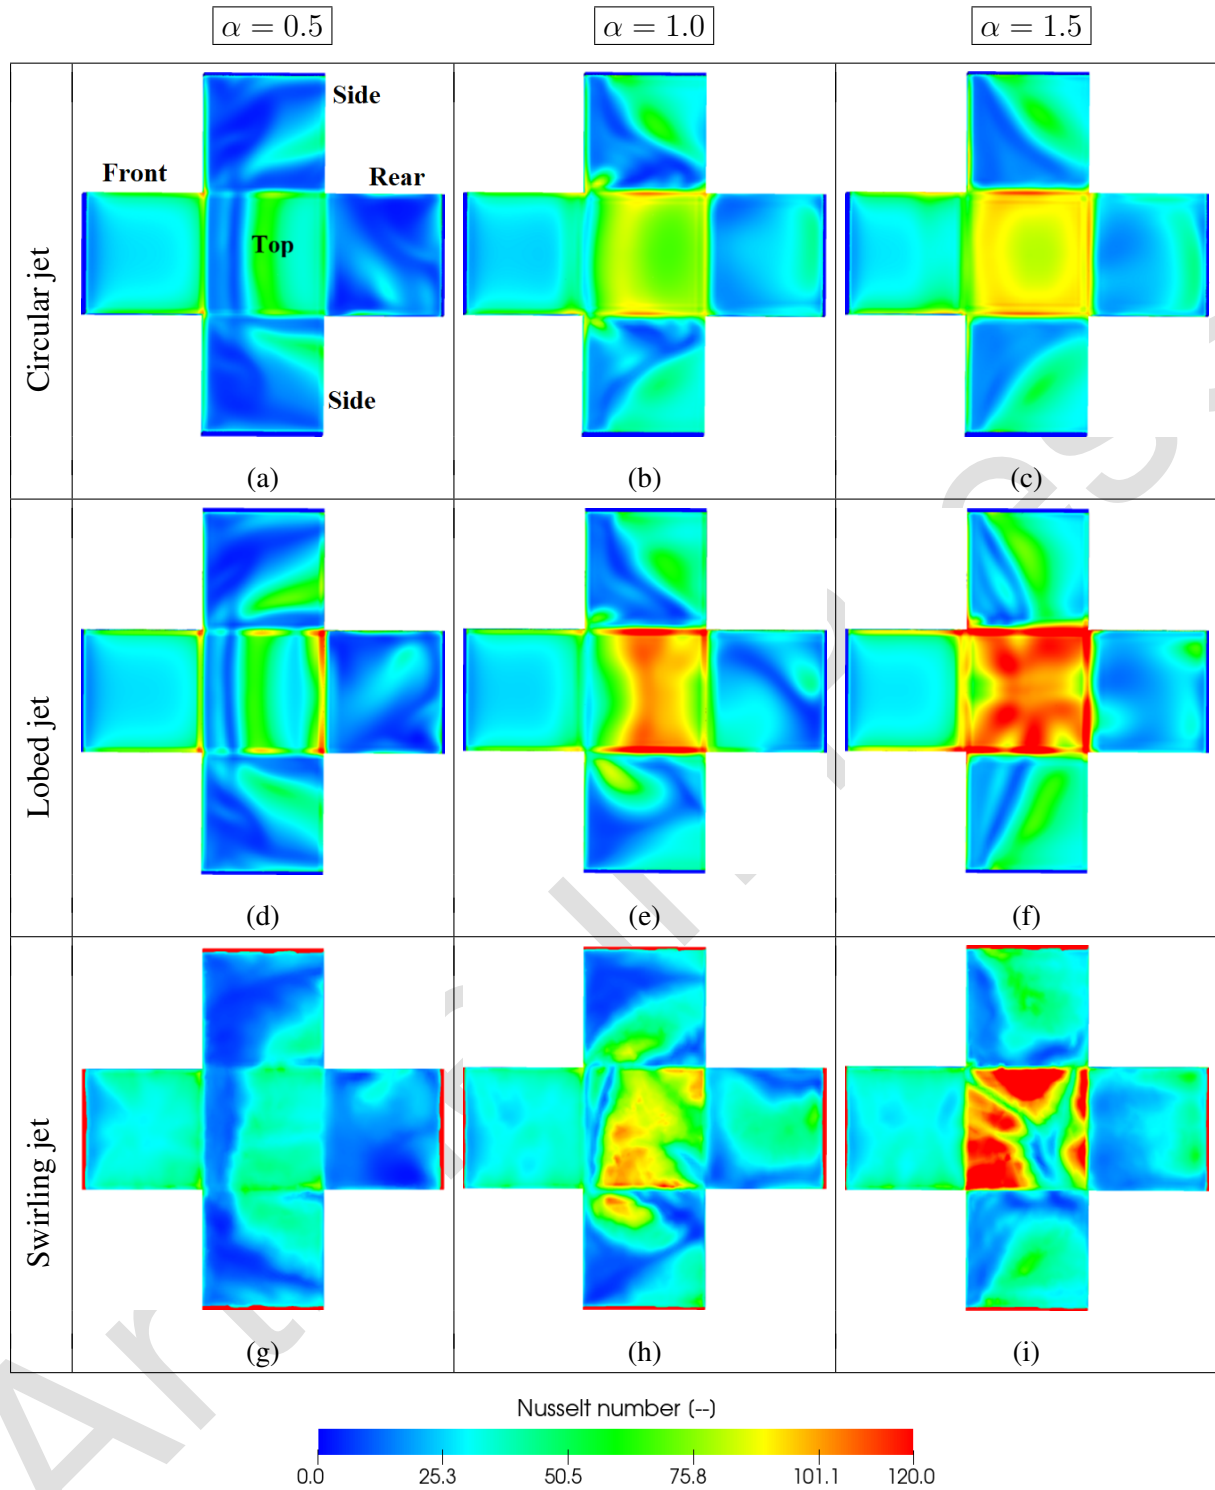 α = 0.5
α = 1.0
α = 1.5
Circular jet
Side
Front
Rear
Top
Side
(a)
(b)
(c)
Lobed jet
(d)
(e)
(f)
Swirling jet
(g)
(h)
(i)
Nusselt number (--)
0.0 25.3 50.5 75.8 101.1 120.0